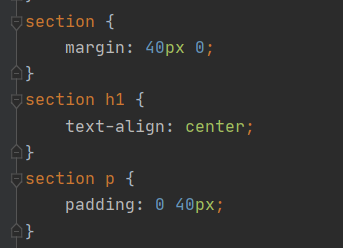 section {
    margin: 40px 0;
}
section h1 {
    text-align: center;
}
section p {
    padding: 0 40px;
}